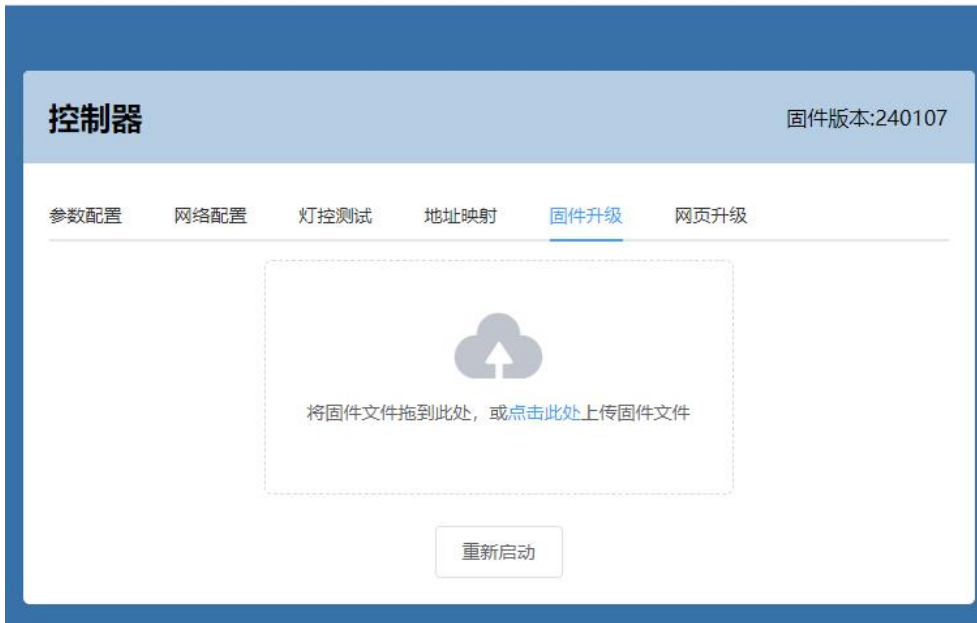 控制器
固件版本:240107
参数配置 网络配置 灯控测试 地址映射 固件升级 网页升级
将固件文件拖到此处，或点击此处上传固件文件
重新启动